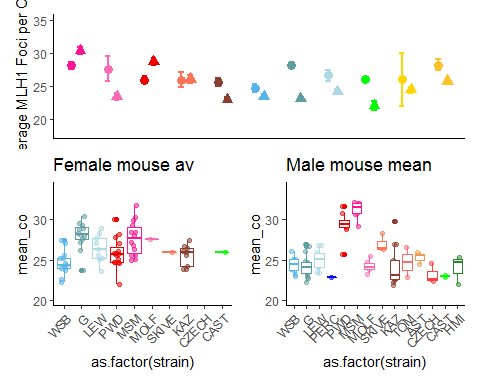 erage MLH1 Foci per C
35
30
25
20
Female mouse av
Male mouse mean
mean_co
30
25
20
WSB
G
LEW
PWD
MSM
MOLF
SKIVE
KAZ
CZECH
CAST
as.factor(strain)
mean_co
30
25
20
WSB
G
LEW
PERC
PWD
MSM
MOLF
SKIVE
KAZ
TOM
AST
CZECH
CAST
HMI
as.factor(strain)